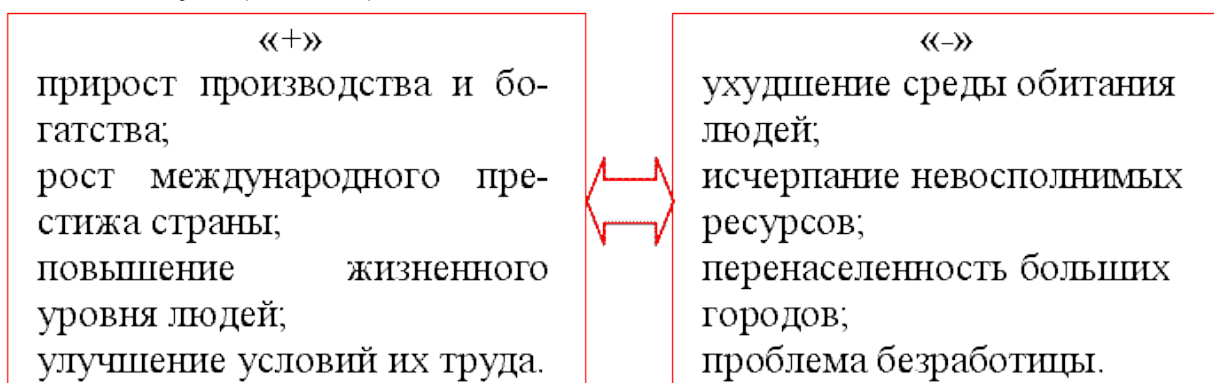 «+»
прирост производства и бо-
гатства;
рост международного пре-
стижа страны;
повышение жизненного
уровня людей;
улучшение условий их труда.
«-»
ухудшение среды обитания
людей;
исчерпание невосполнимых
ресурсов;
перенаселенность больших
городов;
проблема безработицы.